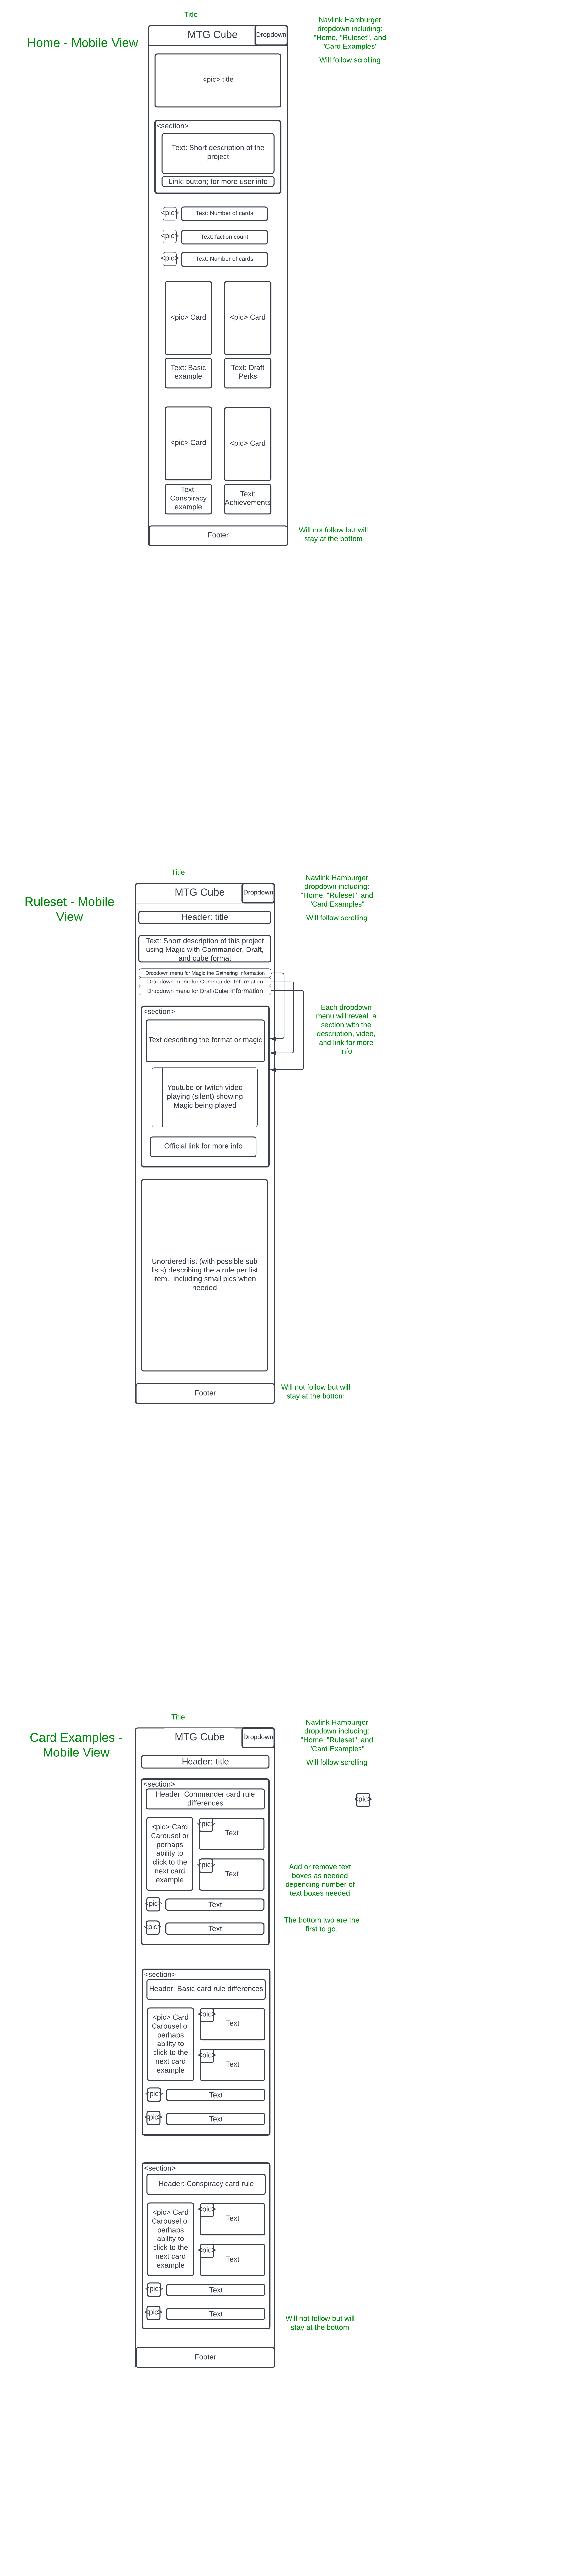 Title
Home - Mobile View
MTG Cube
Dropdown
Navlink Hamburger
dropdown including:
"Home, "Ruleset", and
"Card Examples"
Will follow scrolling
<pic> title
<section>
Text: Short description of the
project
Link; button; for more user info
<pic>
Text: Number of cards
<pic>
Text: faction count
<pic>
Text: Number of cards
<pic> Card
<pic> Card
Text: Basic
example
Text: Draft
Perks
<pic> Card
<pic> Card
Text:
Conspiracy
example
Text:
Achievements
Footer
Will not follow but will
stay at the bottom
Title
Ruleset - Mobile
View
MTG Cube
Dropdown
Navlink Hamburger
dropdown including:
"Home, "Ruleset", and
"Card Examples"
Will follow scrolling
Header: title
Text: Short description of this project
using Magic with Commander, Draft,
and cube format
Dropdown menu for Magic the Gathering Information
Dropdown menu for Commander Information
Dropdown menu for Draft/Cube Information
Each dropdown
menu will reveal a
section with the
description, video,
and link for more
info
<section>
Text describing the format or magic
Youtube or twitch video
playing (silent) showing
Magic being played
Official link for more info
Unordered list (with possible sub
lists) describing the a rule per list
item. including small pics when
needed
Footer
Will not follow but will
stay at the bottom
Title
Card Examples -
Mobile View
MTG Cube
Dropdown
Navlink Hamburger
dropdown including:
"Home, "Ruleset", and
"Card Examples"
Will follow scrolling
Header: title
<section>
Header: Commander card rule
differences
<pic>
<pic> Card
Carousel or
perhaps
ability to
click to the
next card
example
<pic>
Text
<pic>
Text
<pic>
Text
<pic>
Text
Add or remove text
boxes as needed
depending number of
text boxes needed
The bottom two are the
first to go.
<section>
Header: Basic card rule differences
<pic> Card
Carousel or
perhaps
ability to
click to the
next card
example
<pic>
Text
<pic>
Text
<pic>
Text
<pic>
Text
<section>
Header: Conspiracy card rule
<pic> Card
Carousel or
perhaps
ability to
click to the
next card
example
<pic>
Text
<pic>
Text
<pic>
Text
<pic>
Text
Will not follow but will
stay at the bottom
Footer